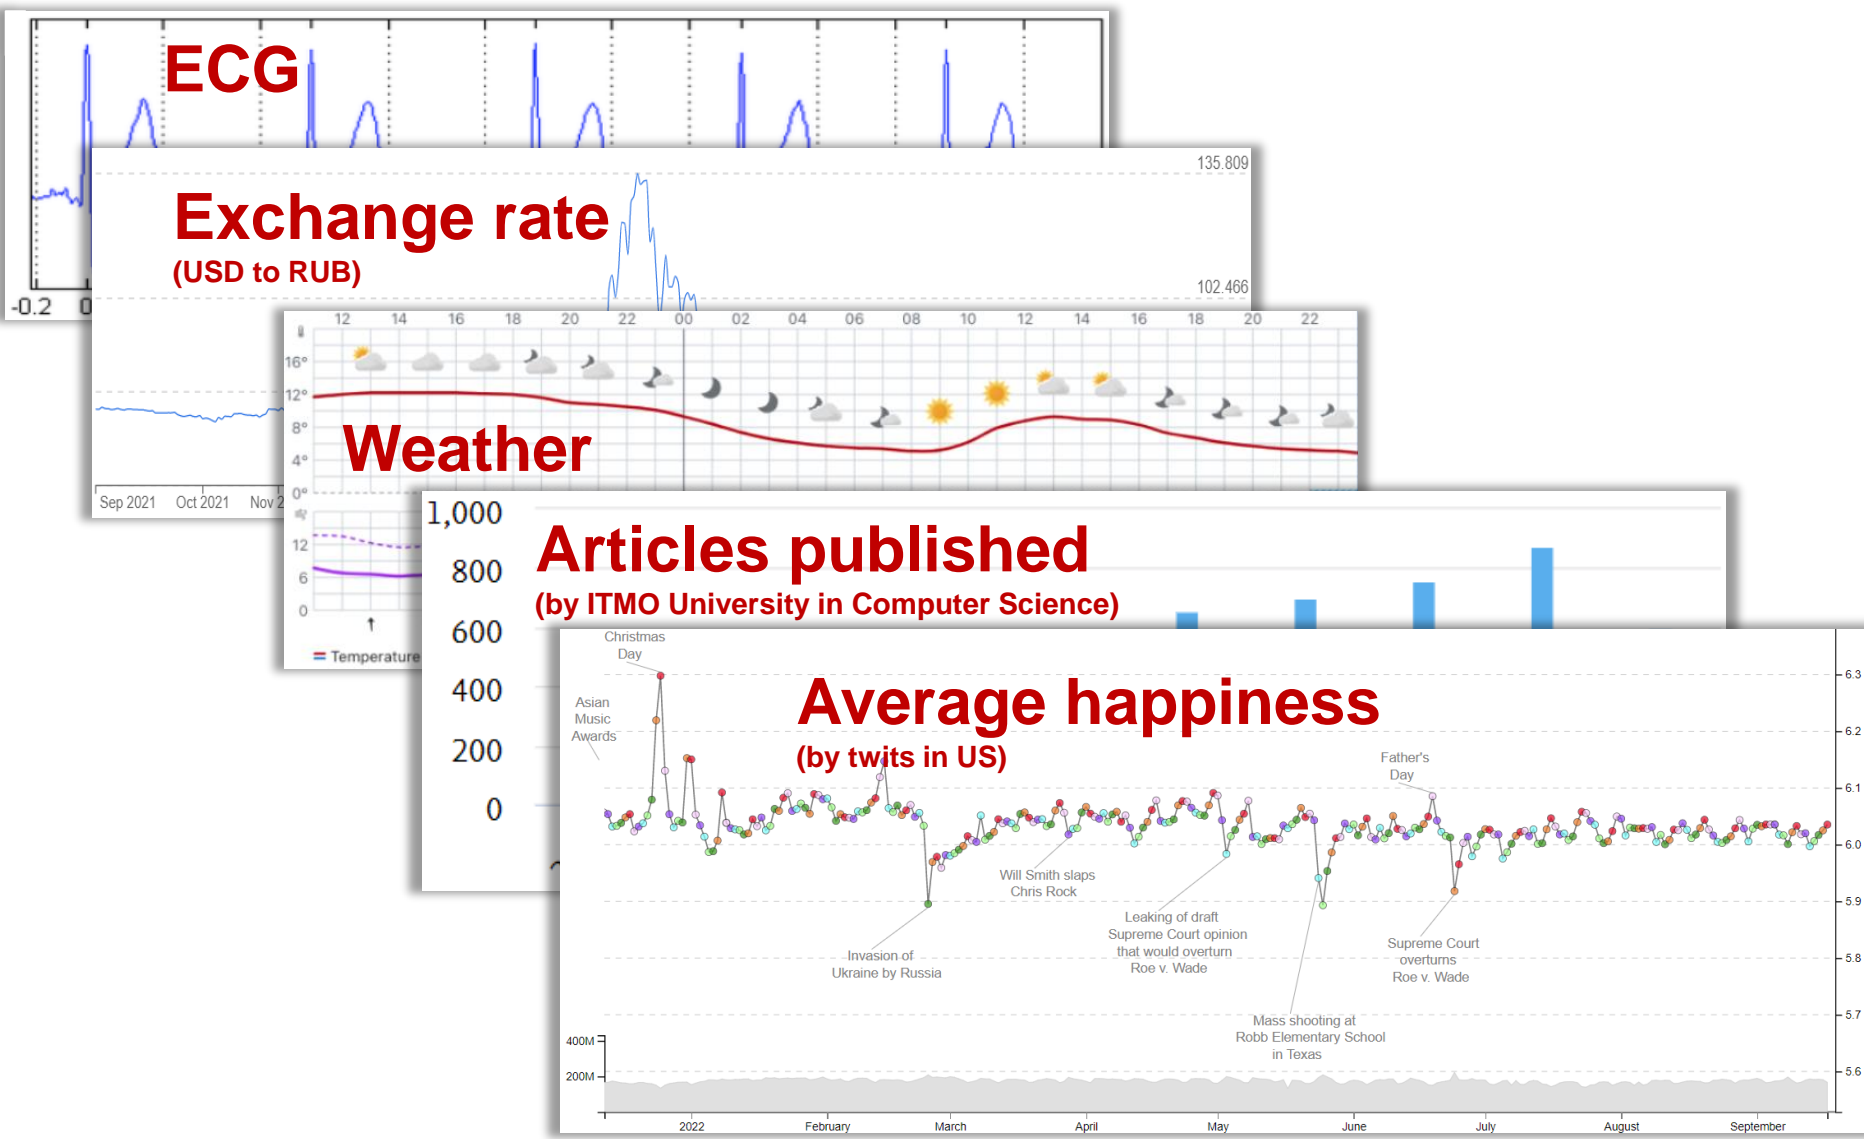 ECG
-0.2
0
Exchange rate
(USD to RUB)
135.809
102.466
Sep 2021 Oct 2021 Nov 2
12 14 16 18 20 22 00 02 04 06 08 10 12 14 16 18 20 22
16°
12°
8°
4°
0°
Weather
12
6
0
Temperature
1,000
800
600
400
200
0
Articles published
(by ITMO University in Computer Science)
Average happiness
(by twits in US)
Christmas
Day
Asian
Music
Awards
Father's
Day
Will Smith slaps
Chris Rock
Invasion of
Ukraine by Russia
Leaking of draft
Supreme Court opinion
that would overturn
Roe v. Wade
Supreme Court
overturns
Roe v. Wade
Mass shooting at
Robb Elementary School
in Texas
6.3
6.2
6.1
6.0
5.9
5.8
5.7
5.6
400M
200M
2022 February March April May June July August September